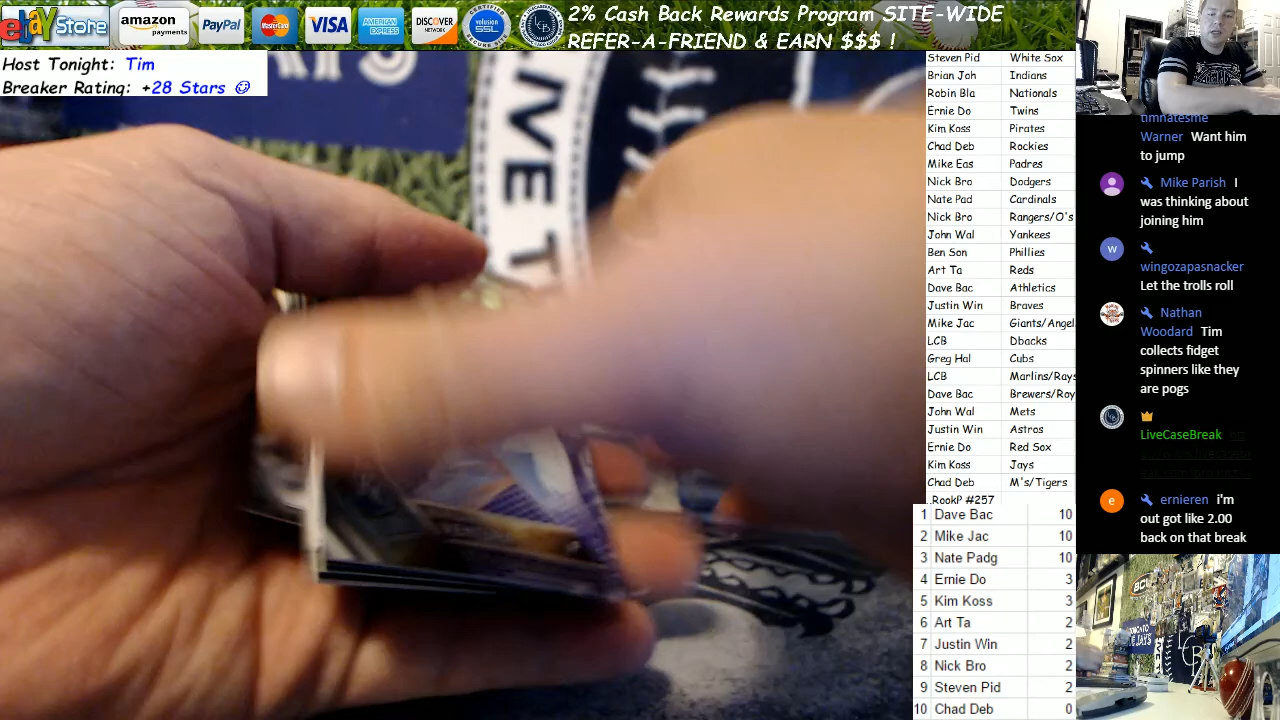 ebay Store
amazon payments
PayPal
MasterCard
VISA
AMERICAN EXPRESS
DISCOVER NETWORK
volusion SSL
LCB
2% Cash Back Rewards Program SITE-WIDE
REFER-A-FRIEND & EARN $$$ !
Host Tonight: Tim
Breaker Rating: +28 Stars
Steven Pid White Sox
Brian Joh Indians
Robin Bla Nationals
Ernie Do Twins
Kim Koss Pirates
Chad Deb Rockies
Mike Eas Padres
Nick Bro Dodgers
Nate Pad Cardinals
Nick Bro Rangers/O's
John Wal Yankees
Ben Son Phillies
Art Ta Reds
Dave Bac Athletics
Justin Win Braves
Mike Jac Giants/Angel
LCB Dbacks
Greg Hal Cubs
LCB Marlins/Rays
Dave Bac Brewers/Roy
John Wal Mets
Justin Win Astros
Ernie Do Red Sox
Kim Koss Jays
Chad Deb M's/Tigers
RookP #257
1 Dave Bac 10
2 Mike Jac 10
3 Nate Padg 10
4 Ernie Do 3
5 Kim Koss 3
6 Art Ta 2
7 Justin Win 2
8 Nick Bro 2
9 Steven Pid 2
10 Chad Deb 0
timhatesme
Warner Want him
to jump
Mike Parish I
was thinking about
joining him
w
wingozapasnacker
Let the trolls roll
Nathan
Woodard Tim
collects fidget
spinners like they
are pogs
LiveCaseBreak
e
ernieren i'm
out got like 2.00
back on that break